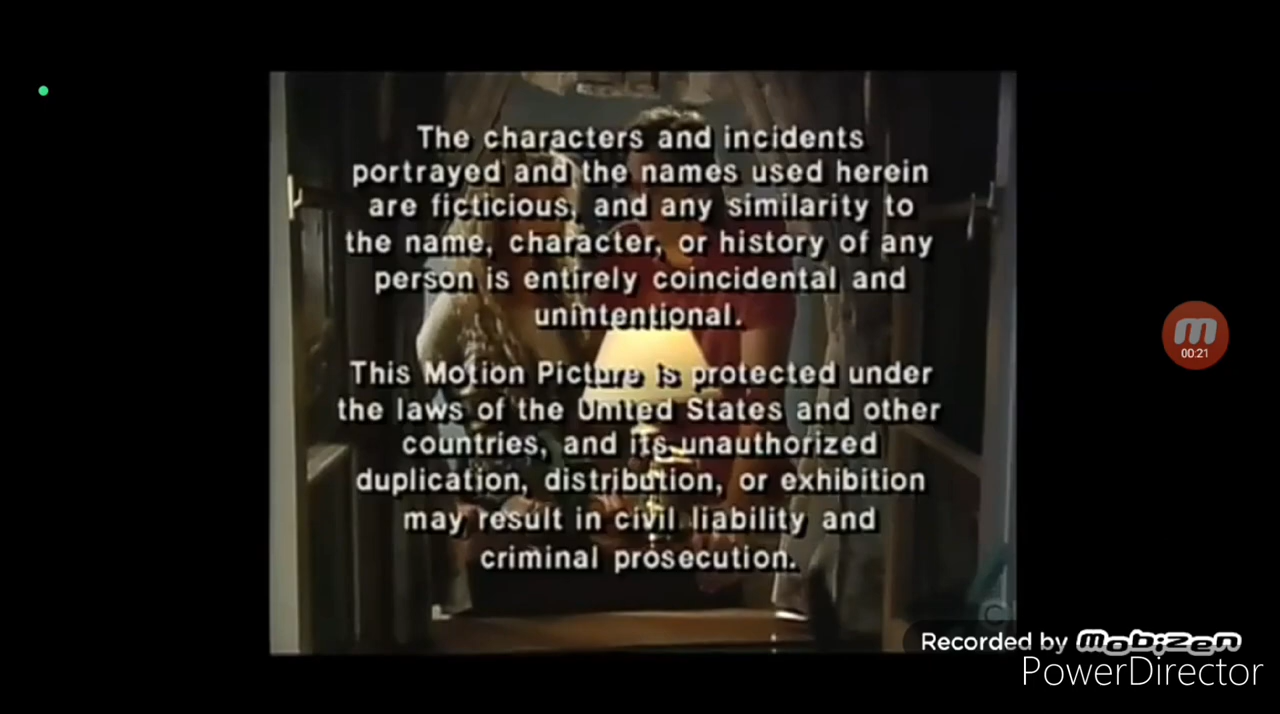 The characters and incidents
portrayed and the names used herein
are ficticious, and any similarity to
the name, character, or history of any
person is entirely coincidental and
unintentional.
This Motion Picture is protected under
the laws of the United States and other
countries, and its unauthorized
duplication, distribution, or exhibition
may result in civil liability and
criminal prosecution.
m
00:21
C
Recorded by Mobizen
PowerDirector